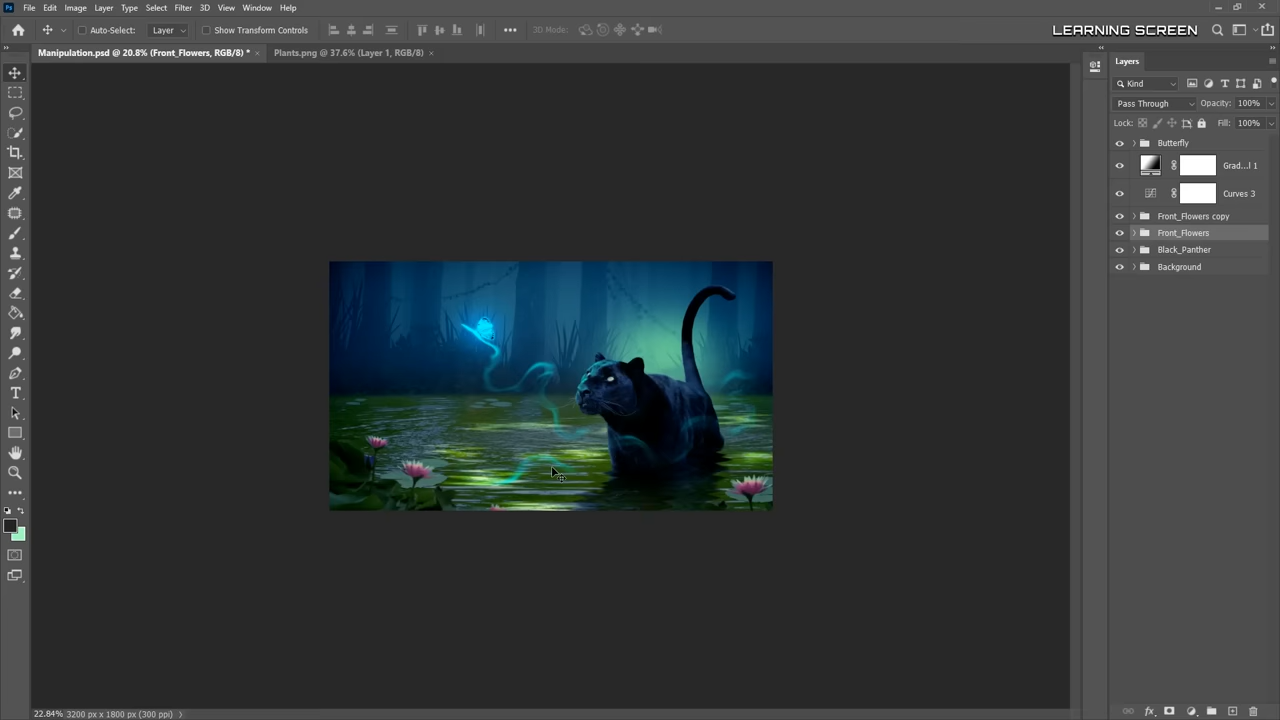 Ps File Edit Image Layer Type Select Filter 3D View Window Help
Auto-Select: Layer Show Transform Controls 3D Mode: LEARNING SCREEN
Manipulation.psd @ 20.8% (Front_Flowers, RGB/8) * × Plants.png @ 37.6% (Layer 1, RGB/8) ×
Layers
Kind
Pass Through Opacity: 100%
Lock: Fill: 100%
Butterfly
Grad...l 1
Curves 3
Front_Flowers copy
Front_Flowers
Black_Panther
Background
22.84% 3200 px x 1800 px (300 ppi)